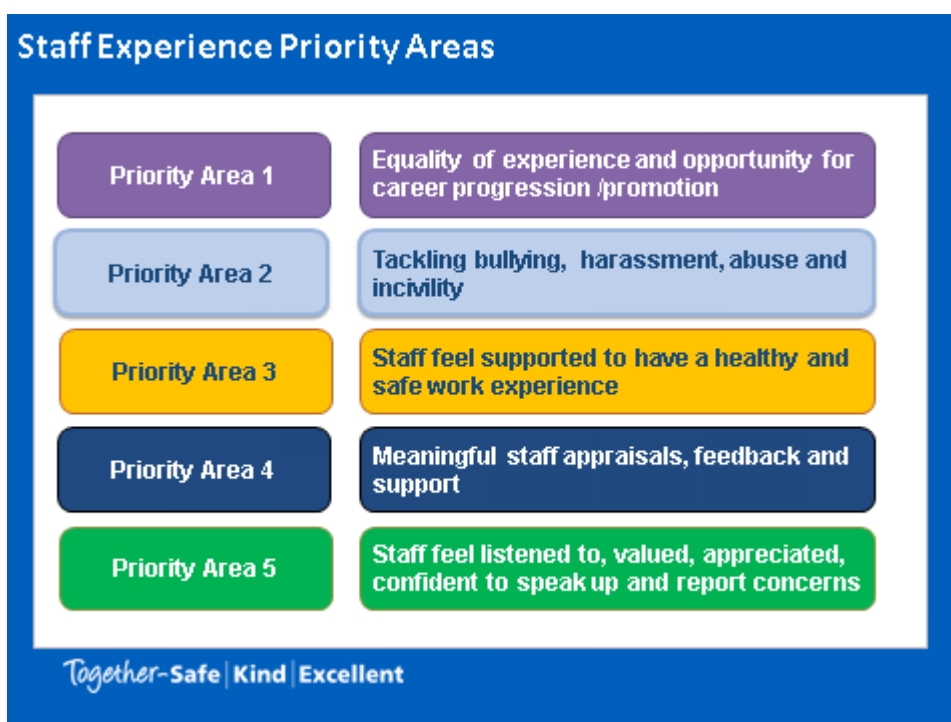 Staff Experience Priority Areas
Priority Area 1
Equality of experience and opportunity for
career progression /promotion
Priority Area 2
Tackling bullying, harassment, abuse and
incivility
Priority Area 3
Staff feel supported to have a healthy and
safe work experience
Priority Area 4
Meaningful staff appraisals, feedback and
support
Priority Area 5
Staff feel listened to, valued, appreciated,
confident to speak up and report concerns
Together-Safe|Kind|Excellent